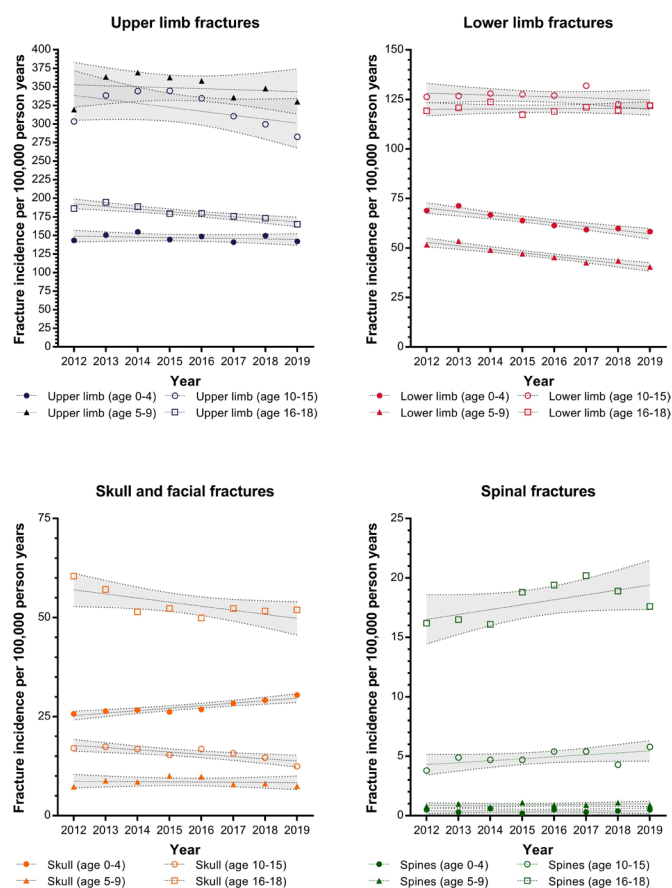 Upper limb fractures
Fracture incidence per 100,000 person years
400
375
350
325
300
275
250
225
200
175
150
125
100
75
50
25
0
2012 2013 2014 2015 2016 2017 2018 2019
Year
Upper limb (age 0-4) Upper limb (age 10-15)
Upper limb (age 5-9) Upper limb (age 16-18)
Lower limb fractures
Fracture incidence per 100,000 person years
150
125
100
75
50
25
0
2012 2013 2014 2015 2016 2017 2018 2019
Year
Lower limb (age 0-4) Lower limb (age 10-15)
Lower limb (age 5-9) Lower limb (age 16-18)
Skull and facial fractures
Fracture incidence per 100,000 person years
75
50
25
0
2012 2013 2014 2015 2016 2017 2018 2019
Year
Skull (age 0-4) Skull (age 10-15)
Skull (age 5-9) Skull (age 16-18)
Spinal fractures
Fracture incidence per 100,000 person years
25
20
15
10
5
0
2012 2013 2014 2015 2016 2017 2018 2019
Year
Spines (age 0-4) Spines (age 10-15)
Spines (age 5-9) Spines (age 16-18)